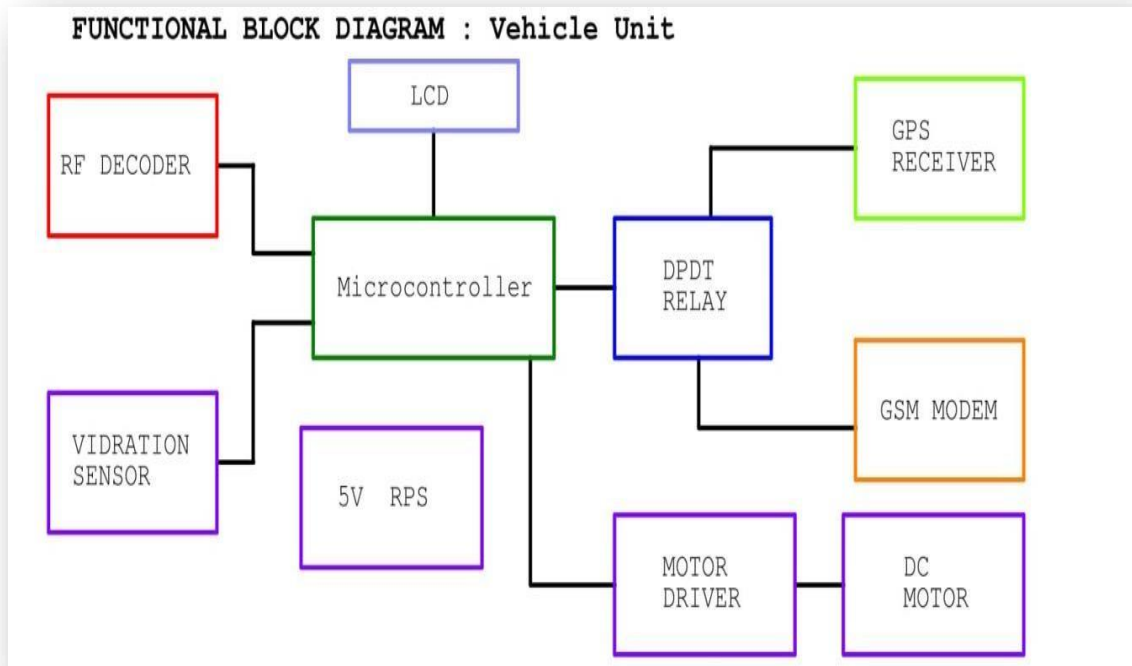 FUNCTIONAL BLOCK DIAGRAM : Vehicle Unit
LCD
RF DECODER
GPS
RECEIVER
Microcontroller
DPDT
RELAY
VIDRATION
SENSOR
5V RPS
GSM MODEM
MOTOR
DRIVER
DC
MOTOR